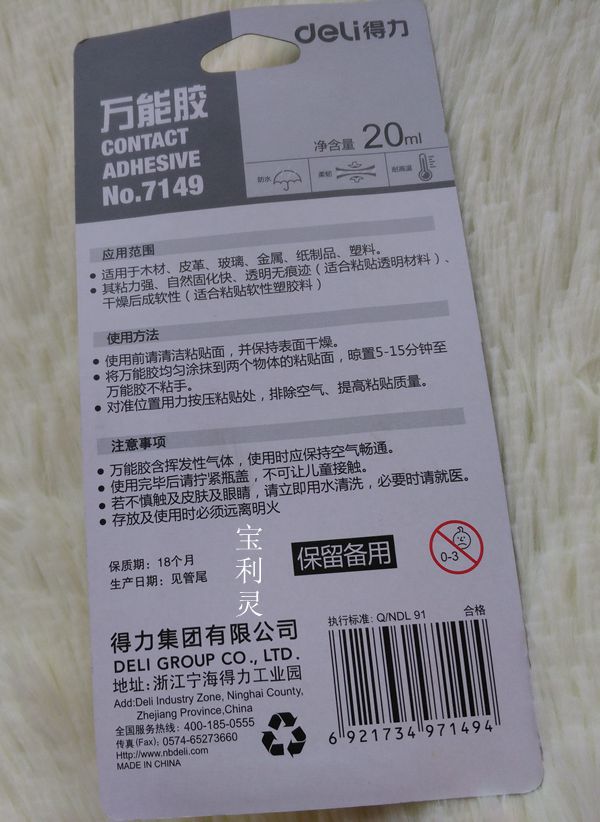 deli得力
万能胶
CONTACT
ADHESIVE
No.7149
净含量 20ml
防水
柔韧
耐高温
应用范围
● 适用于木材、皮革、玻璃、金属、纸制品、塑料。
● 其粘力强、自然固化快、透明无痕迹（适合粘贴透明材料）、
干燥后成软性（适合粘贴软性塑胶料）
使用方法
● 使用前请清洁粘贴面，并保持表面干燥。
● 将万能胶均匀涂抹到两个物体的粘贴面，晾置5-15分钟至
万能胶不粘手。
● 对准位置用力按压粘贴处，排除空气、提高粘贴质量。
注意事项
● 万能胶含挥发性气体，使用时应保持空气畅通。
● 使用完毕后请拧紧瓶盖，不可让儿童接触。
● 若不慎触及皮肤及眼睛，请立即用水清洗，必要时请就医。
● 存放及使用时必须远离明火
保质期：18个月
生产日期：见管尾
保留备用
0-3
宝利灵
得力集团有限公司
DELI GROUP CO., LTD.
地址：浙江宁海得力工业园
Add:Deli Industry Zone, Ninghai County,
Zhejiang Province,China
全国服务热线：400-185-0555
传真(Fax)：0574-65273660
Http://www.nbdeli.com
MADE IN CHINA
执行标准：Q/NDL 91
合格
6 921734 971494